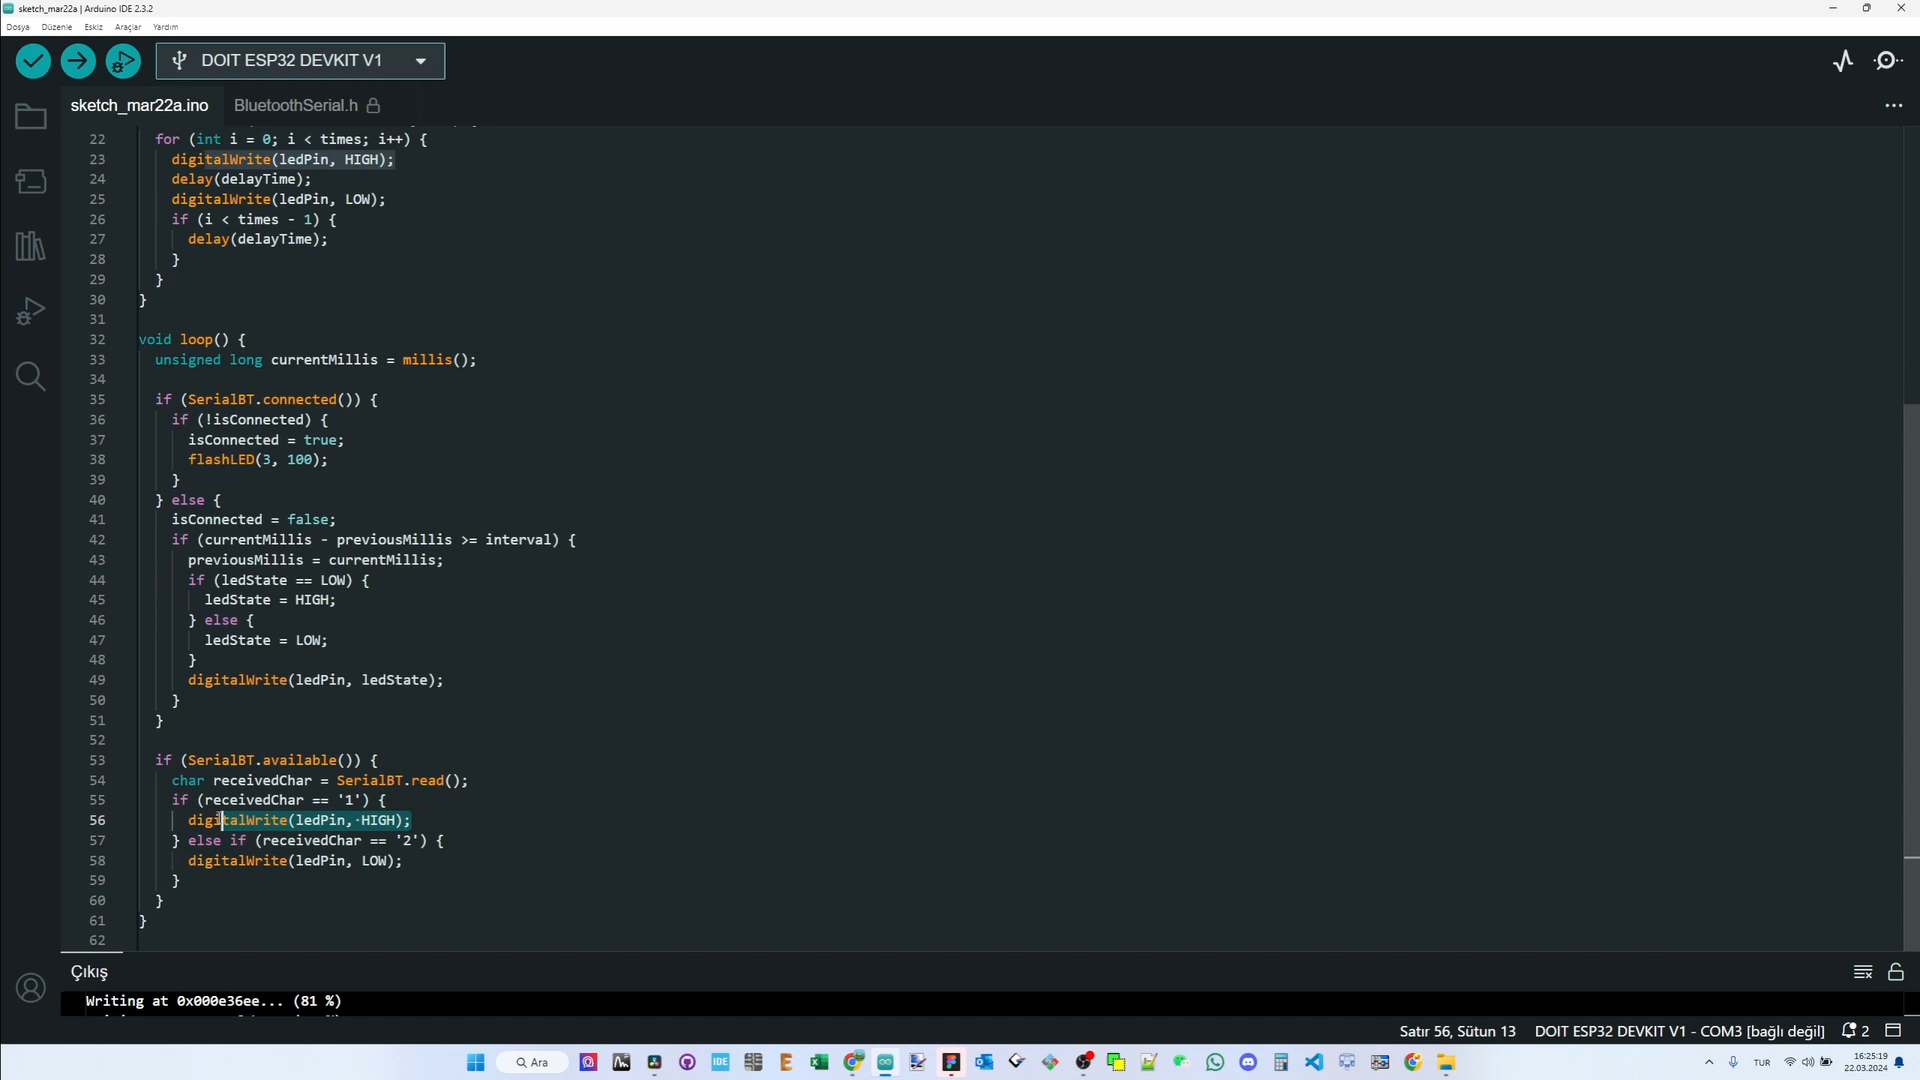 sketch_mar22a | Arduino IDE 2.3.2
Dosya Düzenle Eskiz Araçlar Yardım
DOIT ESP32 DEVKIT V1
sketch_mar22a.ino BluetoothSerial.h
22 for (int i = 0; i < times; i++) {
23 digitalWrite(ledPin, HIGH);
24 delay(delayTime);
25 digitalWrite(ledPin, LOW);
26 if (i < times - 1) {
27 delay(delayTime);
28 }
29 }
30 }
31
32 void loop() {
33 unsigned long currentMillis = millis();
34
35 if (SerialBT.connected()) {
36 if (!isConnected) {
37 isConnected = true;
38 flashLED(3, 100);
39 }
40 } else {
41 isConnected = false;
42 if (currentMillis - previousMillis >= interval) {
43 previousMillis = currentMillis;
44 if (ledState == LOW) {
45 ledState = HIGH;
46 } else {
47 ledState = LOW;
48 }
49 digitalWrite(ledPin, ledState);
50 }
51 }
52
53 if (SerialBT.available()) {
54 char receivedChar = SerialBT.read();
55 if (receivedChar == '1') {
56 digitalWrite(ledPin,·HIGH);
57 } else if (receivedChar == '2') {
58 digitalWrite(ledPin, LOW);
59 }
60 }
61 }
62
Çıkış
Writing at 0x000e36ee... (81 %)
Satır 56, Sütun 13 DOIT ESP32 DEVKIT V1 - COM3 [bağlı değil] 2
Ara IDE TUR 16:25:19
22.03.2024